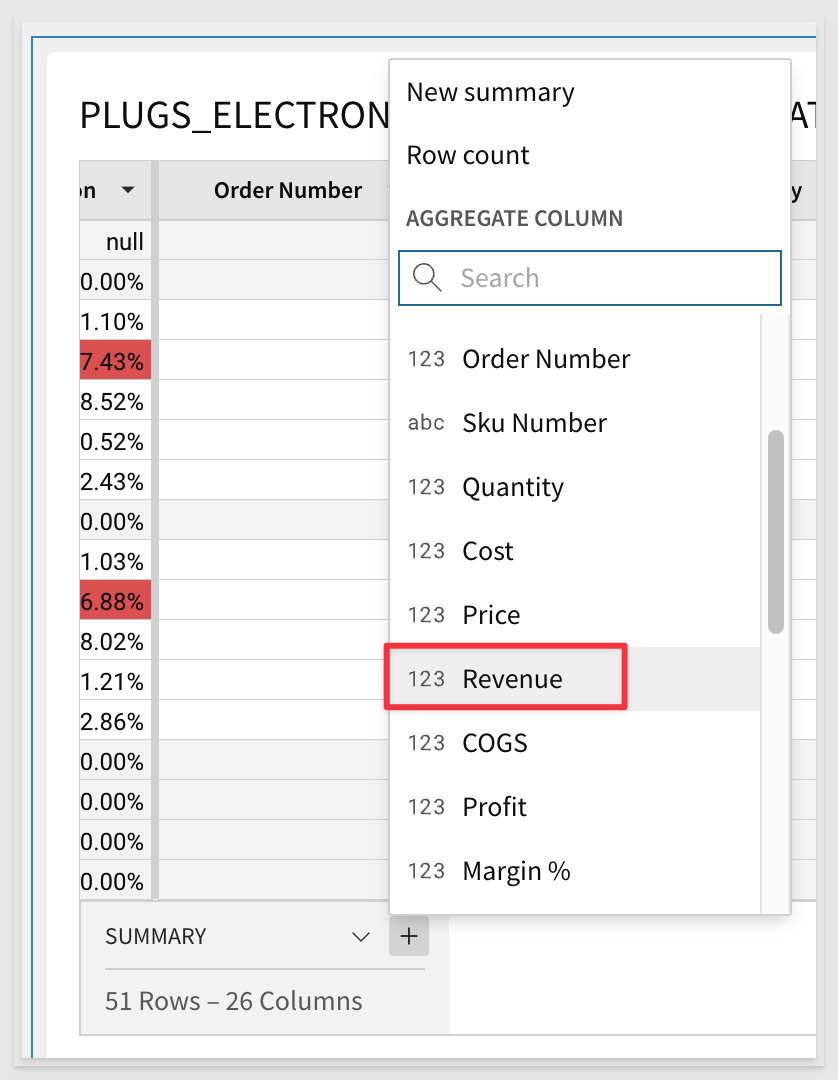 New summary
PLUGS_ELECTRON
Row count
Order Number
AGGREGATE COLUMN
null
0.00%
Search
1.10%
7.43%
123 Order Number
8.52%
abc Sku Number
0.52%
2.43%
123 Quantity
0.00%
1.03%
123 Cost
6.88%
123 Price
8.02%
1.21%
123 Revenue
2.86%
123 COGS
0.00%
0.00%
123 Profit
0.00%
0.00%
123 Margin %
SUMMARY
51 Rows – 26 Columns